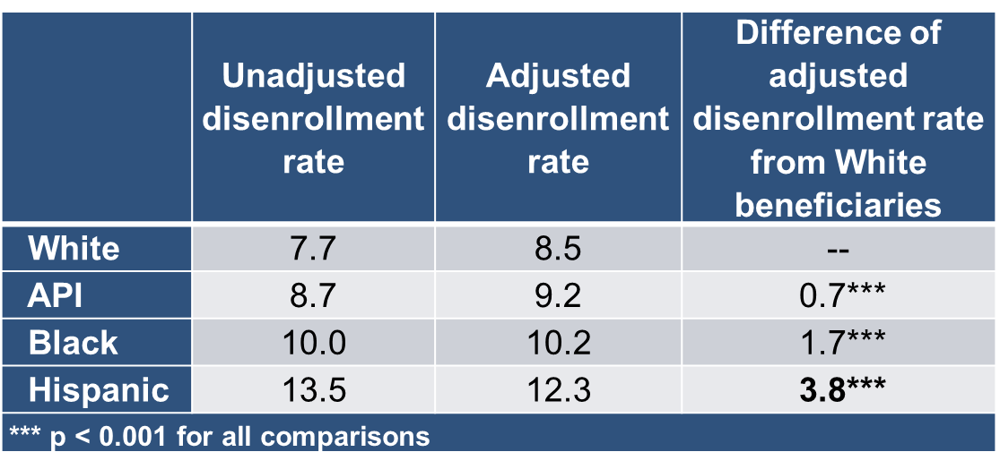 Unadjusted disenrollment rate
Adjusted disenrollment rate
Difference of adjusted disenrollment rate from White beneficiaries
White 7.7 8.5 --
API 8.7 9.2 0.7***
Black 10.0 10.2 1.7***
Hispanic 13.5 12.3 3.8***
*** p < 0.001 for all comparisons